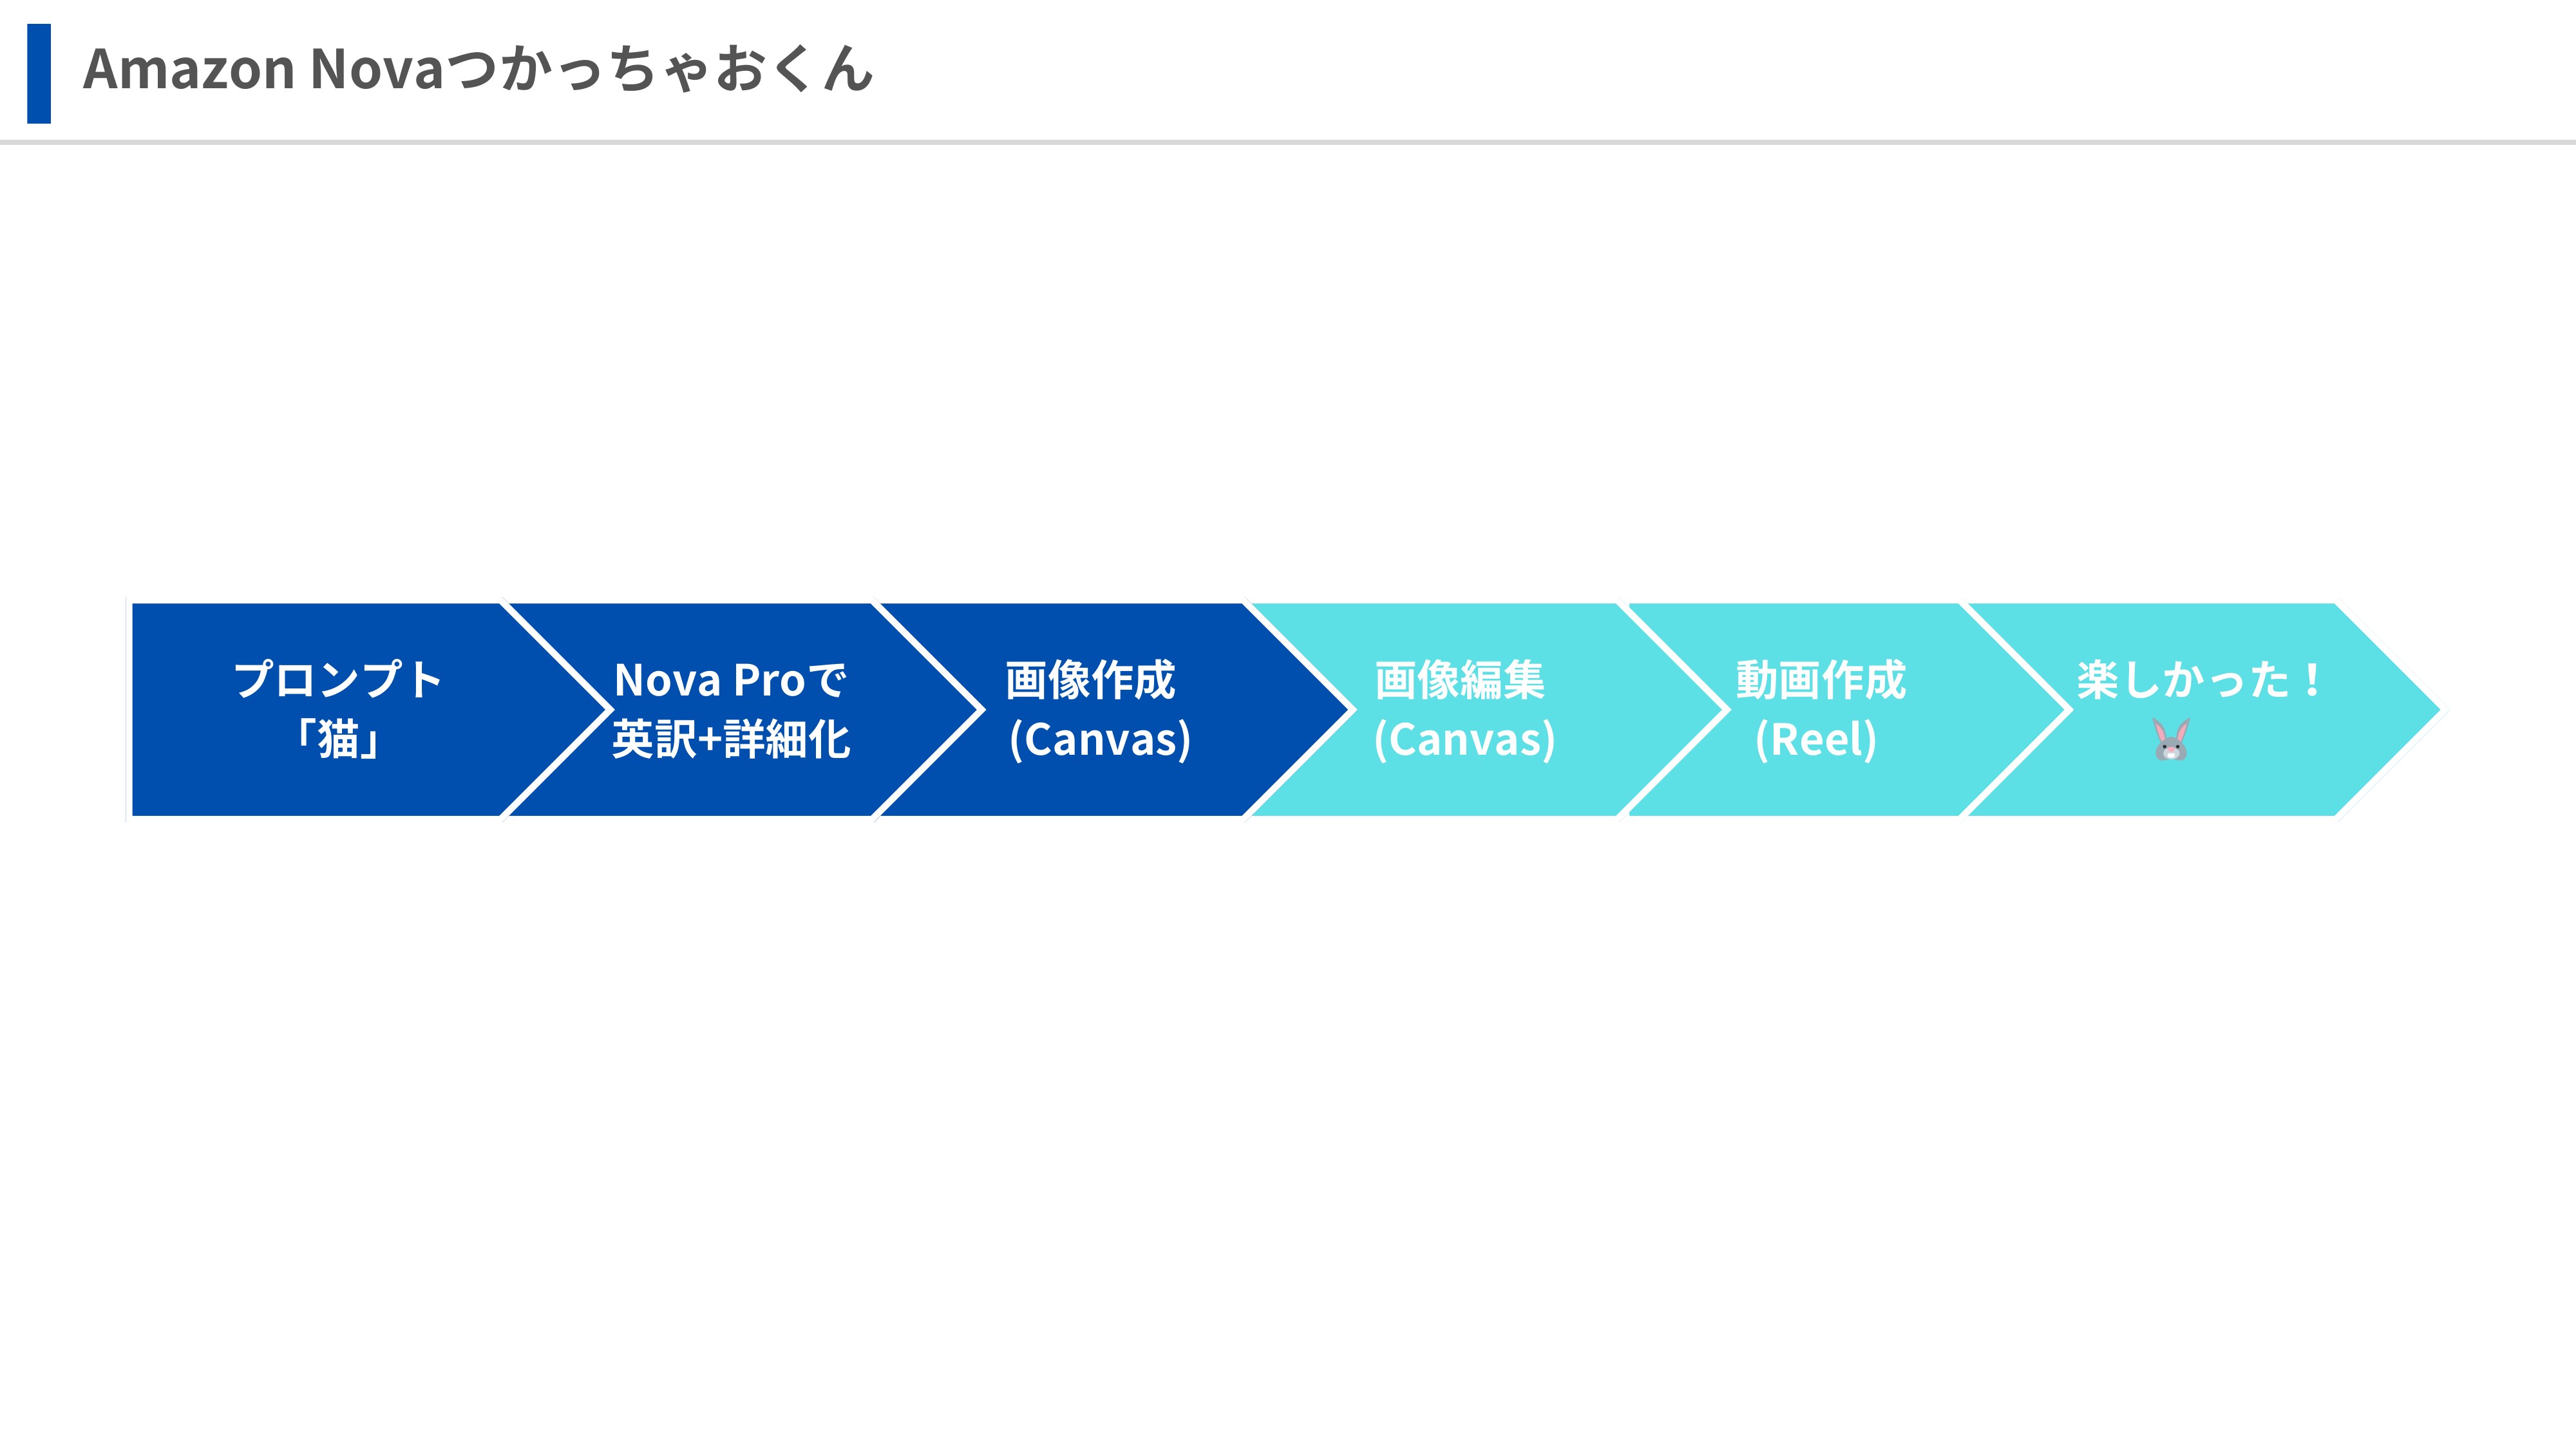 Amazon Novaつかっちゃおくん
プロンプト
「猫」
Nova Proで
英訳+詳細化
画像作成
(Canvas)
画像編集
(Canvas)
動画作成
(Reel)
楽しかった！
🐰